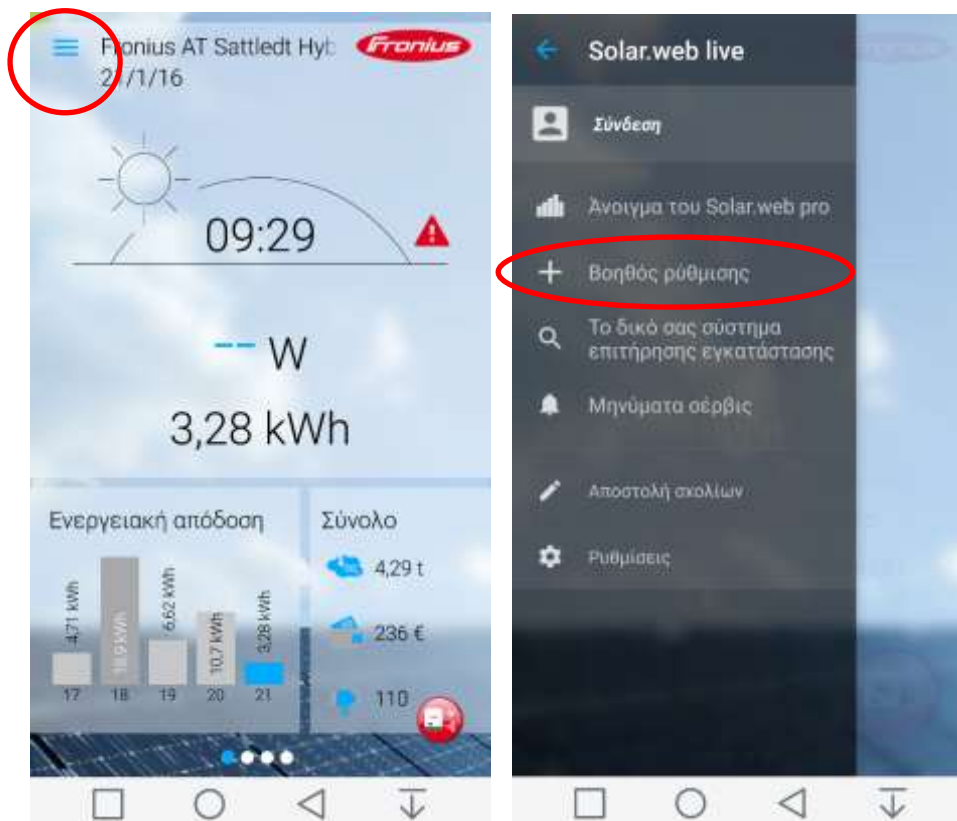 Fronius AT Sattledt Hyb
Fronius
21/1/16
09:29
-- W
3,28 kWh
Ενεργειακή απόδοση
4,71 kWh
18,9 kWh
6,62 kWh
10,7 kWh
3,28 kWh
17 18 19 20 21
Σύνολο
4,29 t
236 €
110
Solar.web live
Σύνδεση
Άνοιγμα του Solar.web pro
Βοηθός ρύθμισης
Το δικό σας σύστημα
επιτήρησης εγκατάστασης
Μηνύματα σέρβις
Αποστολή σχολίων
Ρυθμίσεις